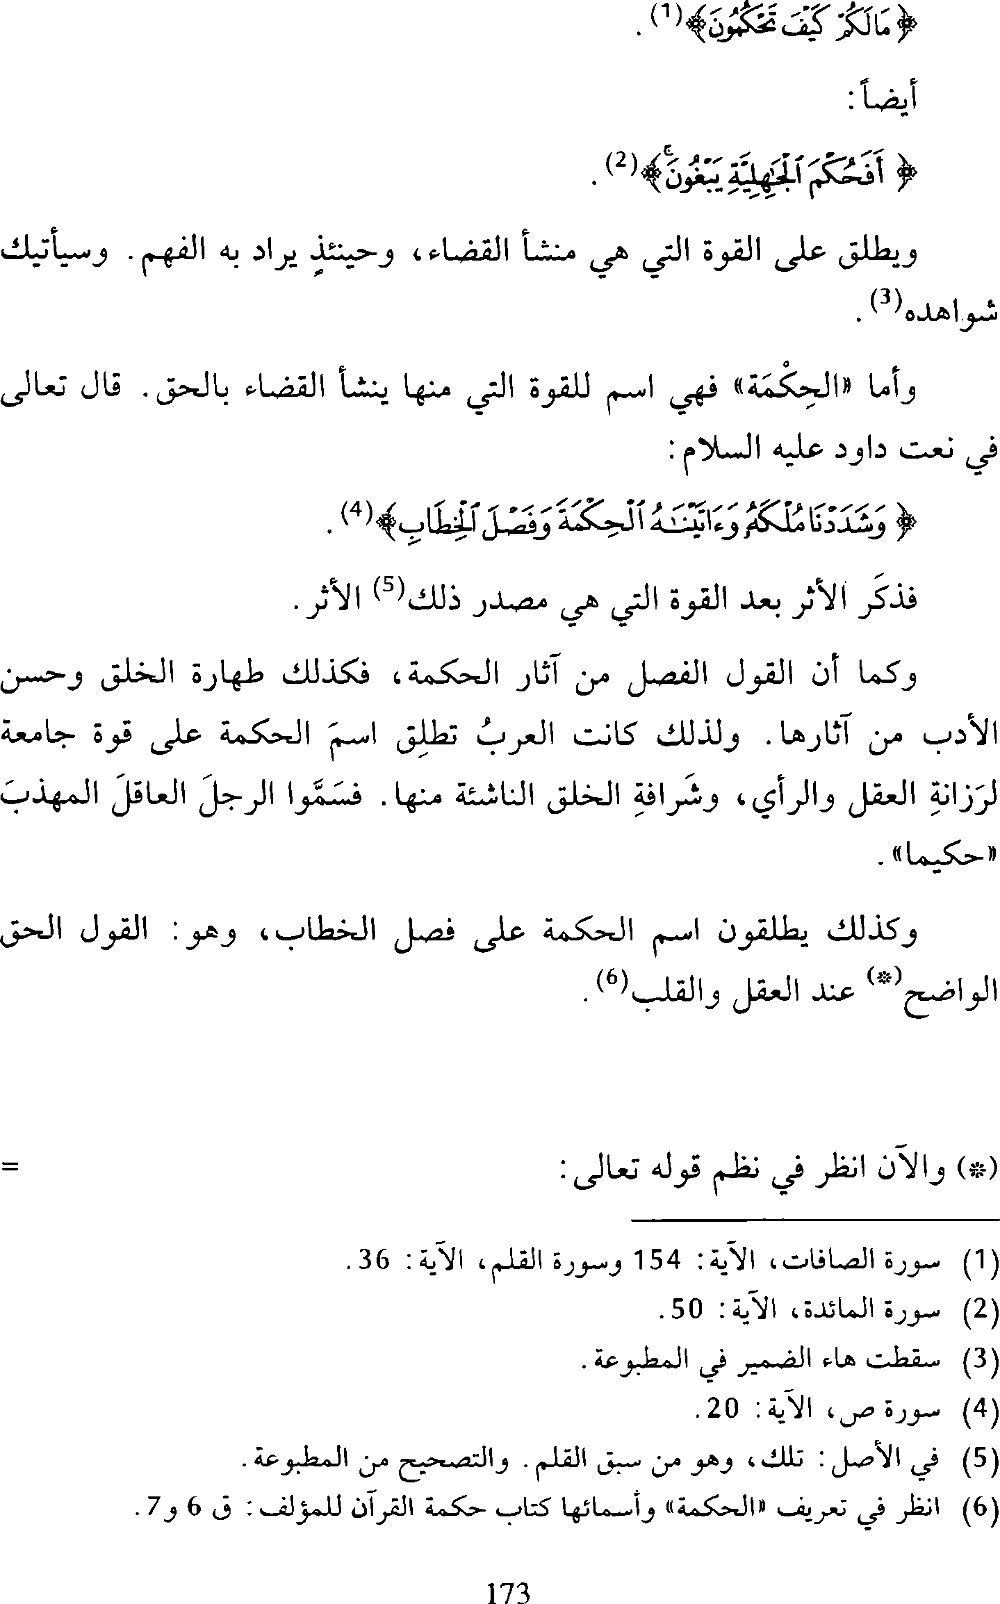 ﴿ مَا لَكُمْ كَيْفَ تَحْكُمُونَ ﴾(1) .
أيضاً :
﴿ أَفَحُكْمَ ٱلْجَٰهِلِيَّةِ يَبْغُونَ ۚ ﴾(2) .
ويطلق على القوة التي هي منشأ القضاء، وحينئذٍ يراد به الفهم. وسيأتيك
شواهده(3) .
وأما «الحِكْمَة» فهي اسم للقوة التي منها ينشأ القضاء بالحق. قال تعالى
في نعت داود عليه السلام :
﴿ وَشَدَدْنَا مُلْكَهُۥ وَءَاتَيْنَٰهُ ٱلْحِكْمَةَ وَفَصْلَ ٱلْخِطَابِ ﴾(4) .
فذكَر الأثر بعد القوة التي هي مصدر ذلك(5) الأثر.
وكما أن القول الفصل من آثار الحكمة، فكذلك طهارة الخلق وحسن
الأدب من آثارها. ولذلك كانت العربُ تطلِق اسمَ الحكمة على قوة جامعة
لرَزانةِ العقل والرأي، وشَرافةِ الخلق الناشئة منها. فسَمَّوا الرجلَ العاقلَ المهذبَ
«حكيما».
وكذلك يطلقون اسم الحكمة على فصل الخطاب، وهو: القول الحق
الواضح(*) عند العقل والقلب(6) .
(*) والآن انظر في نظم قوله تعالى : =
(1) سورة الصافات، الآية: 154 وسورة القلم، الآية: 36.
(2) سورة المائدة، الآية: 50.
(3) سقطت هاء الضمير في المطبوعة.
(4) سورة ص، الآية: 20.
(5) في الأصل: تلك، وهو من سبق القلم. والتصحيح من المطبوعة.
(6) انظر في تعريف «الحكمة» وأسمائها كتاب حكمة القرآن للمؤلف: ق 6 و7.
173